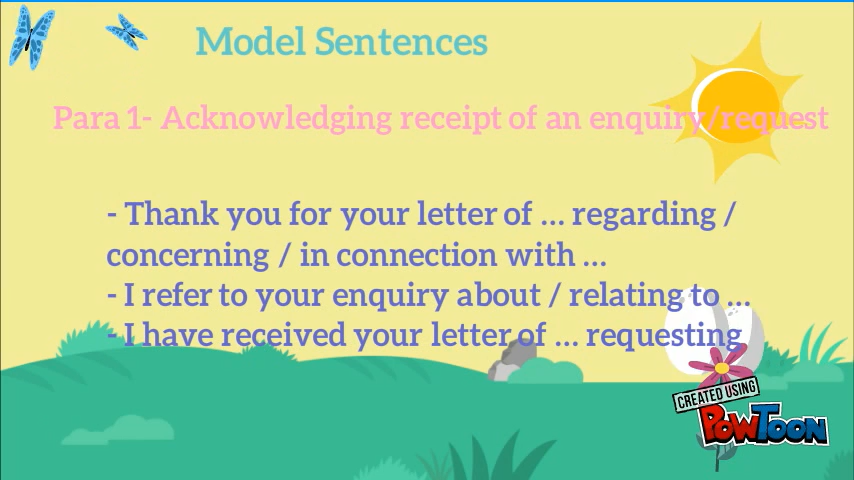 Model Sentences
Para 1- Acknowledging receipt of an enquiry/request
- Thank you for your letter of ... regarding /
concerning / in connection with ...
- I refer to your enquiry about / relating to ...
- I have received your letter of ... requesting
CREATED USING
POWTOON